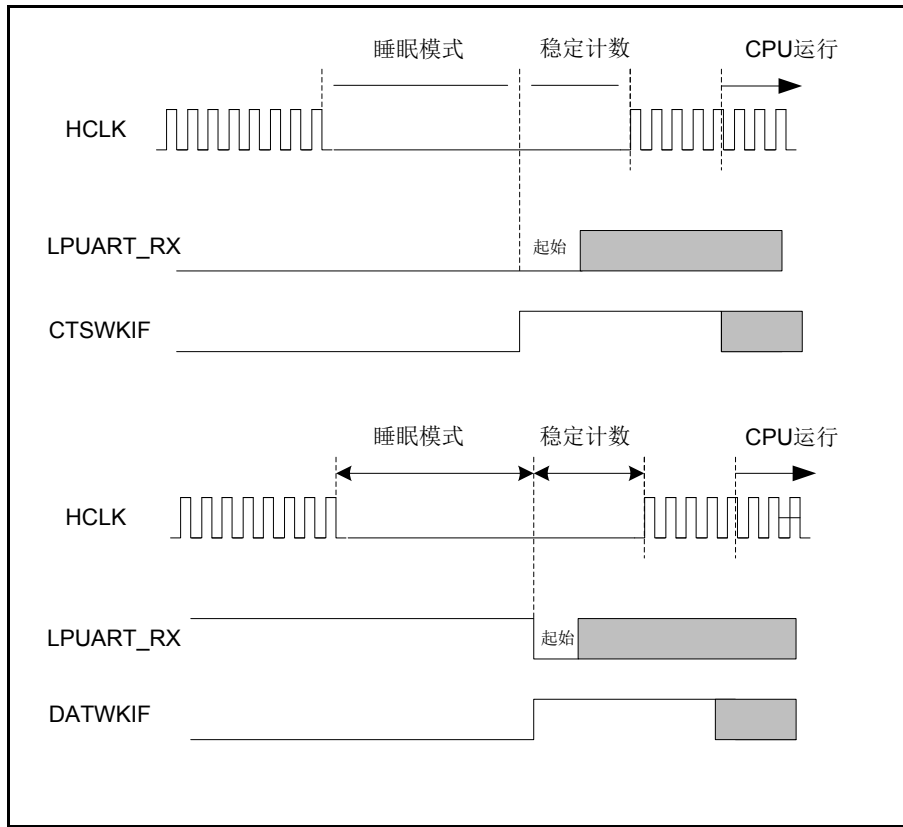 睡眠模式 稳定计数 CPU运行
HCLK
LPUART_RX 起始
CTSWKIF
睡眠模式 稳定计数 CPU运行
HCLK
LPUART_RX 起始
DATWKIF